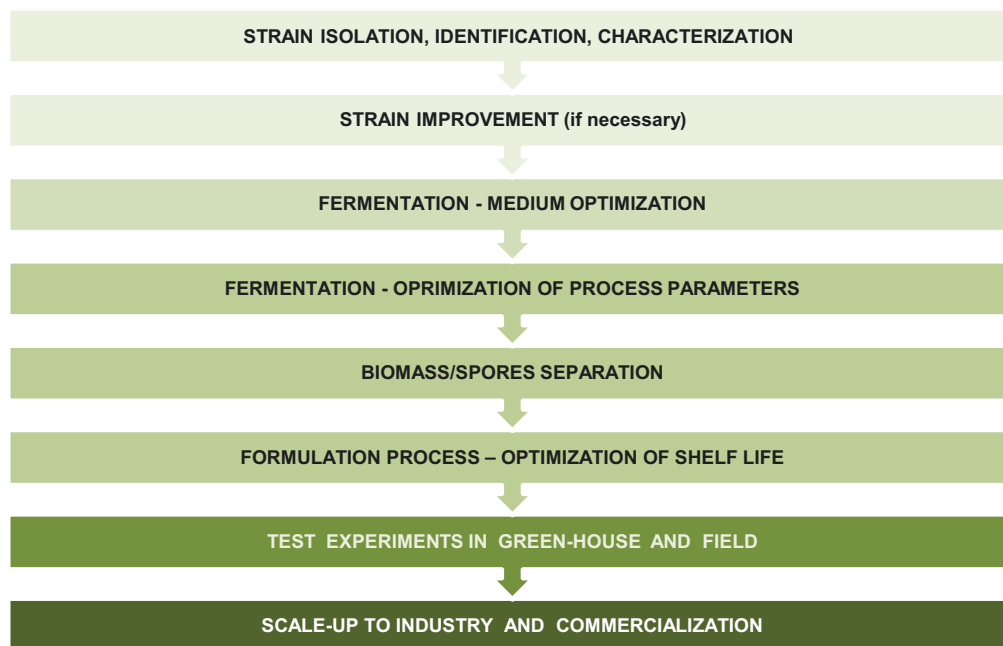 STRAIN ISOLATION, IDENTIFICATION, CHARACTERIZATION
STRAIN IMPROVEMENT (if necessary)
FERMENTATION - MEDIUM OPTIMIZATION
FERMENTATION - OPRIMIZATION OF PROCESS PARAMETERS
BIOMASS/SPORES SEPARATION
FORMULATION PROCESS – OPTIMIZATION OF SHELF LIFE
TEST EXPERIMENTS IN GREEN-HOUSE AND FIELD
SCALE-UP TO INDUSTRY AND COMMERCIALIZATION